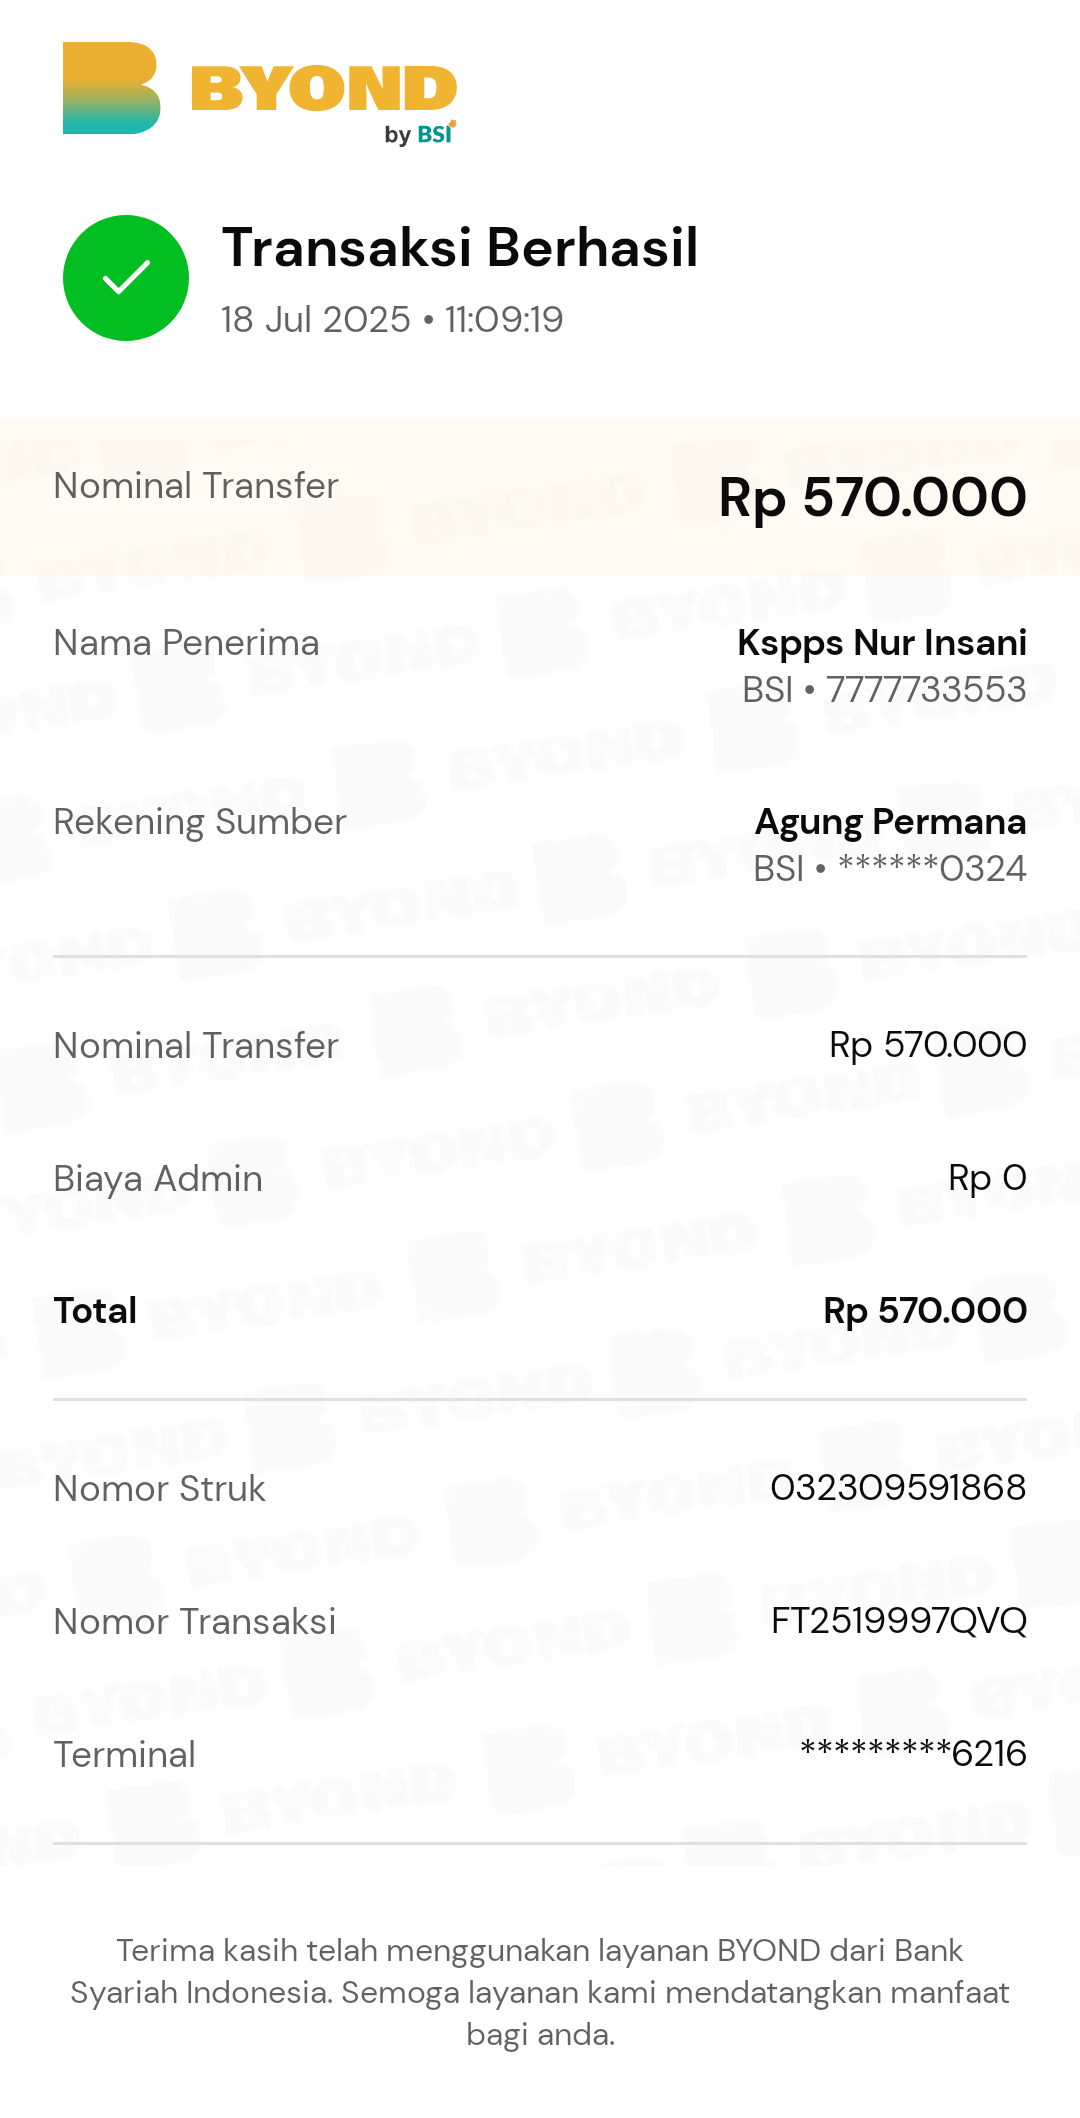 BYOND
by BSI
Transaksi Berhasil
18 Jul 2025 • 11:09:19
Nominal Transfer Rp 570.000
Nama Penerima Kspps Nur Insani
BSI • 7777733553
Rekening Sumber Agung Permana
BSI • ******0324
Nominal Transfer Rp 570.000
Biaya Admin Rp 0
Total Rp 570.000
Nomor Struk 032309591868
Nomor Transaksi FT2519997QVQ
Terminal *********6216
Terima kasih telah menggunakan layanan BYOND dari Bank
Syariah Indonesia. Semoga layanan kami mendatangkan manfaat
bagi anda.